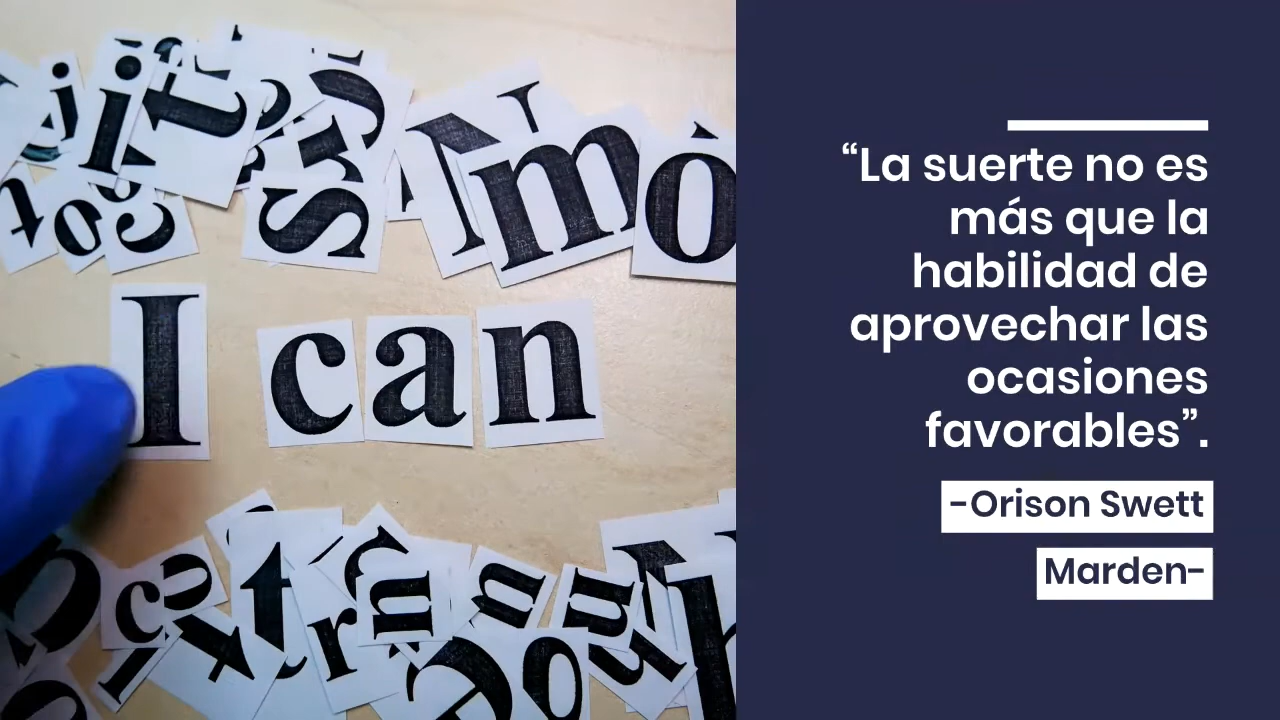 I can
“La suerte no es
más que la
habilidad de
aprovechar las
ocasiones
favorables”.
-Orison Swett
Marden-